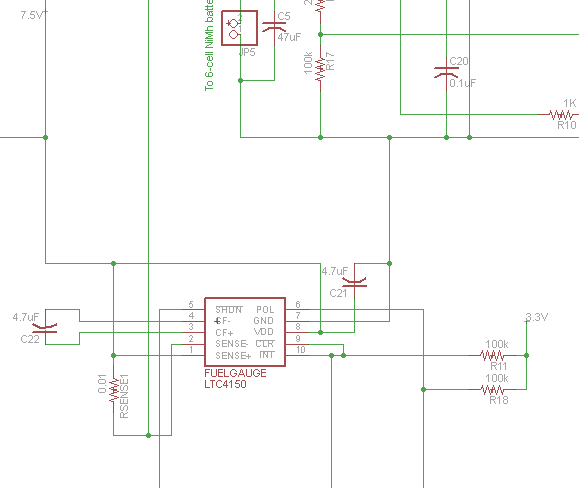 7.5V
To 6-cell NiMh batte
2
+
JP5
C5
47uF
100k
R17
C20
0.1uF
1K
R10
4.7uF
C21
4.7uF
C22
5 SHDN POL 6
4 CF- GND 7
3 CF+ VDD 8
2 SENSE- CLR 9
1 SENSE+ INT 10
FUELGAUGE
LTC4150
0.01
RSENSE1
3.3V
100k
R11
100k
R18